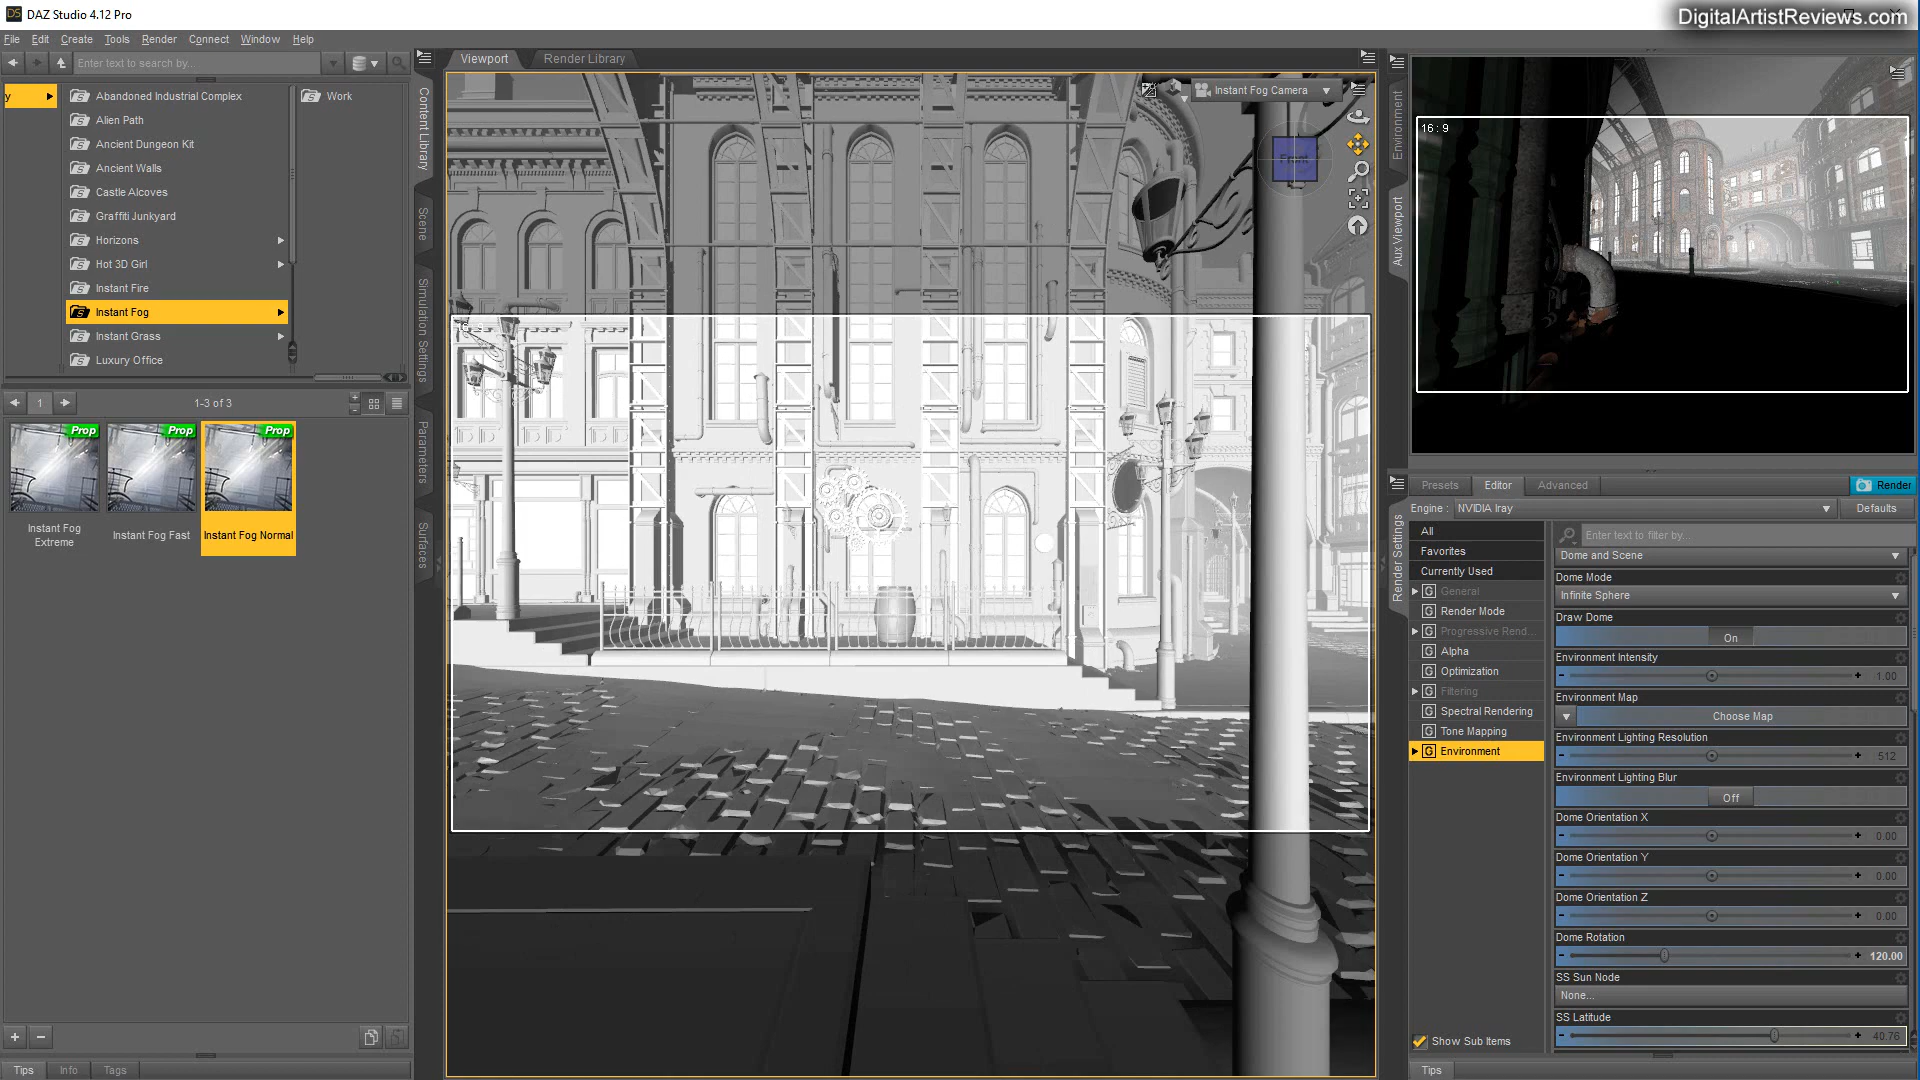 DS DAZ Studio 4.12 Pro
DigitalArtistReviews.com
File Edit Create Tools Render Connect Window Help
Enter text to search by...
y
Abandoned Industrial Complex
Alien Path
Ancient Dungeon Kit
Ancient Walls
Castle Alcoves
Graffiti Junkyard
Horizons
Hot 3D Girl
Instant Fire
Instant Fog
Instant Grass
Luxury Office
Work
1
1-3 of 3
Prop
Prop
Prop
Instant Fog Extreme
Instant Fog Fast
Instant Fog Normal
Tips Info Tags
Content Library
Scene
Simulation Settings
Parameters
Surfaces
Viewport Render Library
Instant Fog Camera
Front
16 : 9
Environment
Aux Viewport
16 : 9
Render Settings
Presets Editor Advanced Render
Engine : NVIDIA Iray Defaults
All
Favorites
Currently Used
G General
G Render Mode
G Progressive Rend...
G Alpha
G Optimization
G Filtering
G Spectral Rendering
G Tone Mapping
G Environment
Show Sub Items
Enter text to filter by...
Dome and Scene
Dome Mode
Infinite Sphere
Draw Dome
On
Environment Intensity
1.00
Environment Map
Choose Map
Environment Lighting Resolution
512
Environment Lighting Blur
Off
Dome Orientation X
0.00
Dome Orientation Y
0.00
Dome Orientation Z
0.00
Dome Rotation
120.00
SS Sun Node
None...
SS Latitude
40.76
Tips